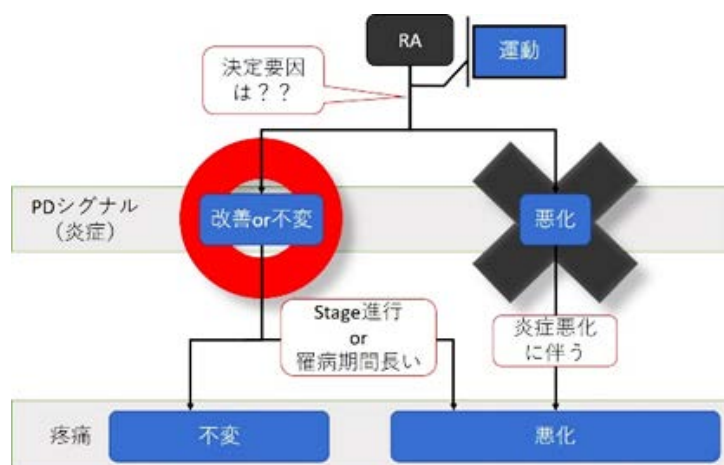 RA
運動
決定要因
は？？
PDシグナル
（炎症）
改善or不変
悪化
Stage進行
or
罹病期間長い
炎症悪化
に伴う
疼痛
不変
悪化